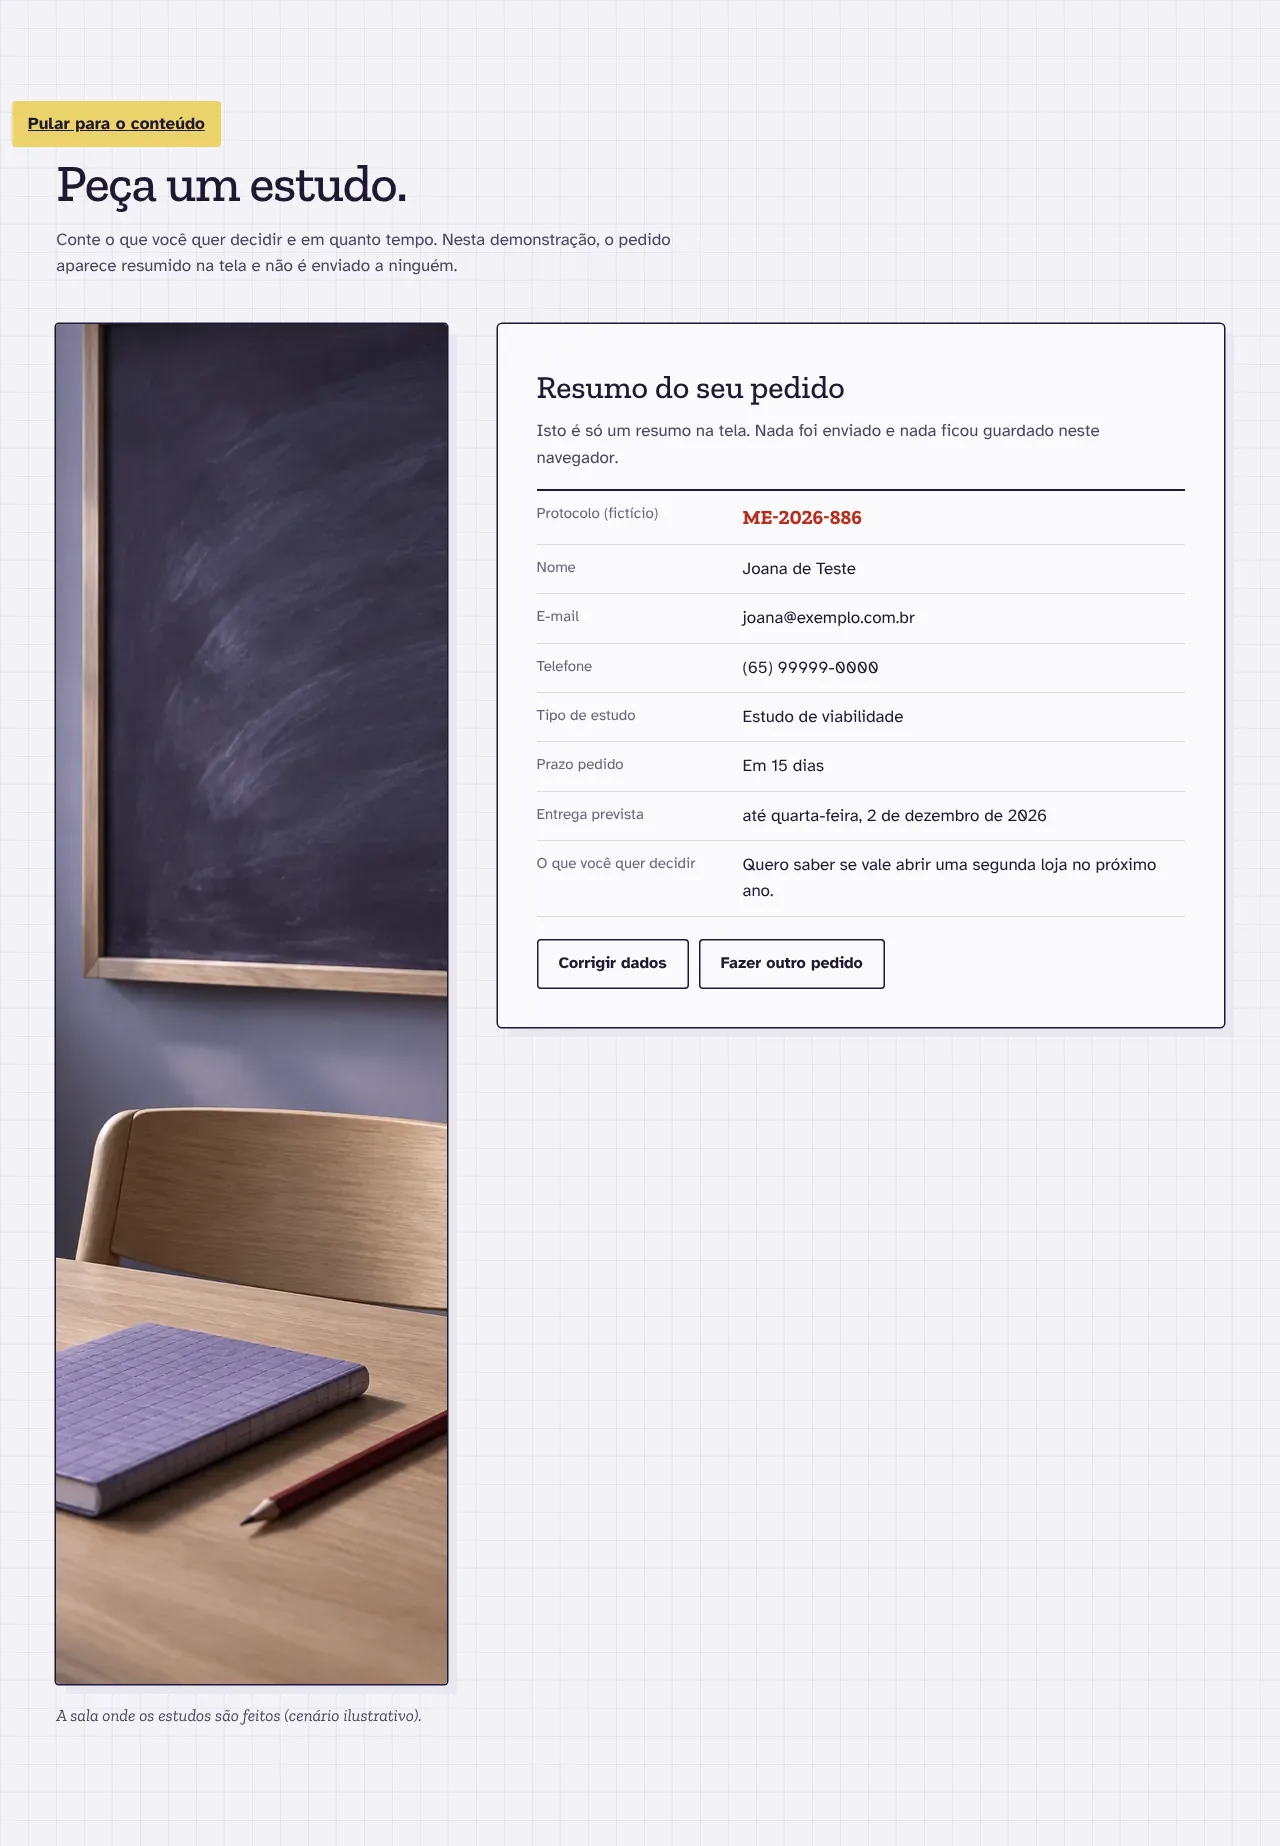 Pular para o conteúdo
Peça um estudo.
Conte o que você quer decidir e em quanto tempo. Nesta demonstração, o pedido
aparece resumido na tela e não é enviado a ninguém.
Resumo do seu pedido
Isto é só um resumo na tela. Nada foi enviado e nada ficou guardado neste
navegador.
Protocolo (fictício) ME-2026-886
Nome Joana de Teste
E-mail joana@exemplo.com.br
Telefone (65) 99999-0000
Tipo de estudo Estudo de viabilidade
Prazo pedido Em 15 dias
Entrega prevista até quarta-feira, 2 de dezembro de 2026
O que você quer decidir Quero saber se vale abrir uma segunda loja no próximo
ano.
Corrigir dados Fazer outro pedido
A sala onde os estudos são feitos (cenário ilustrativo).